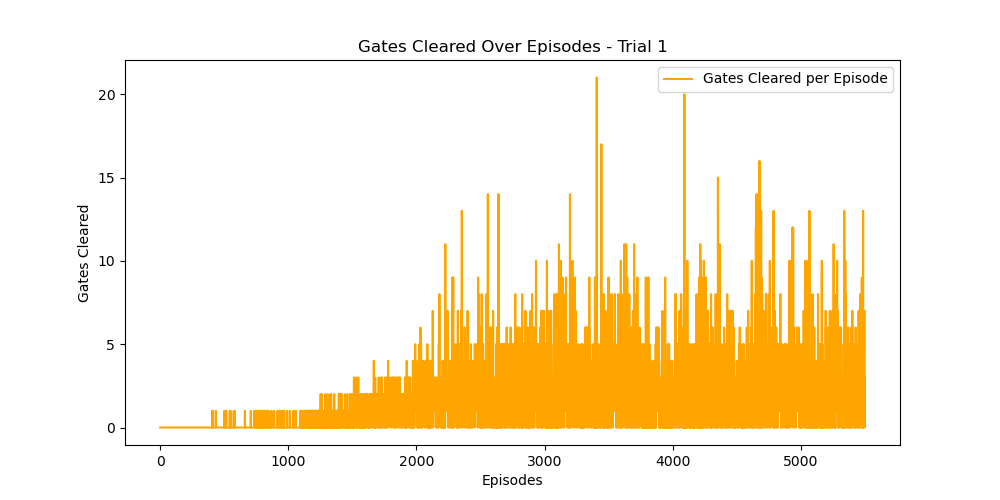 Gates Cleared Over Episodes - Trial 1
Gates Cleared per Episode
20
15
10
5
0
Gates Cleared
0 1000 2000 3000 4000 5000
Episodes